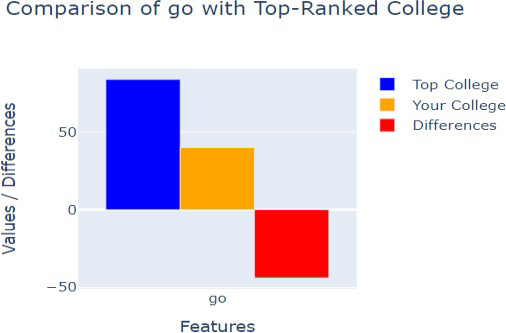 Comparison of go with Top-Ranked College
Top College
Your College
Differences
Values / Differences
50
0
−50
go
Features